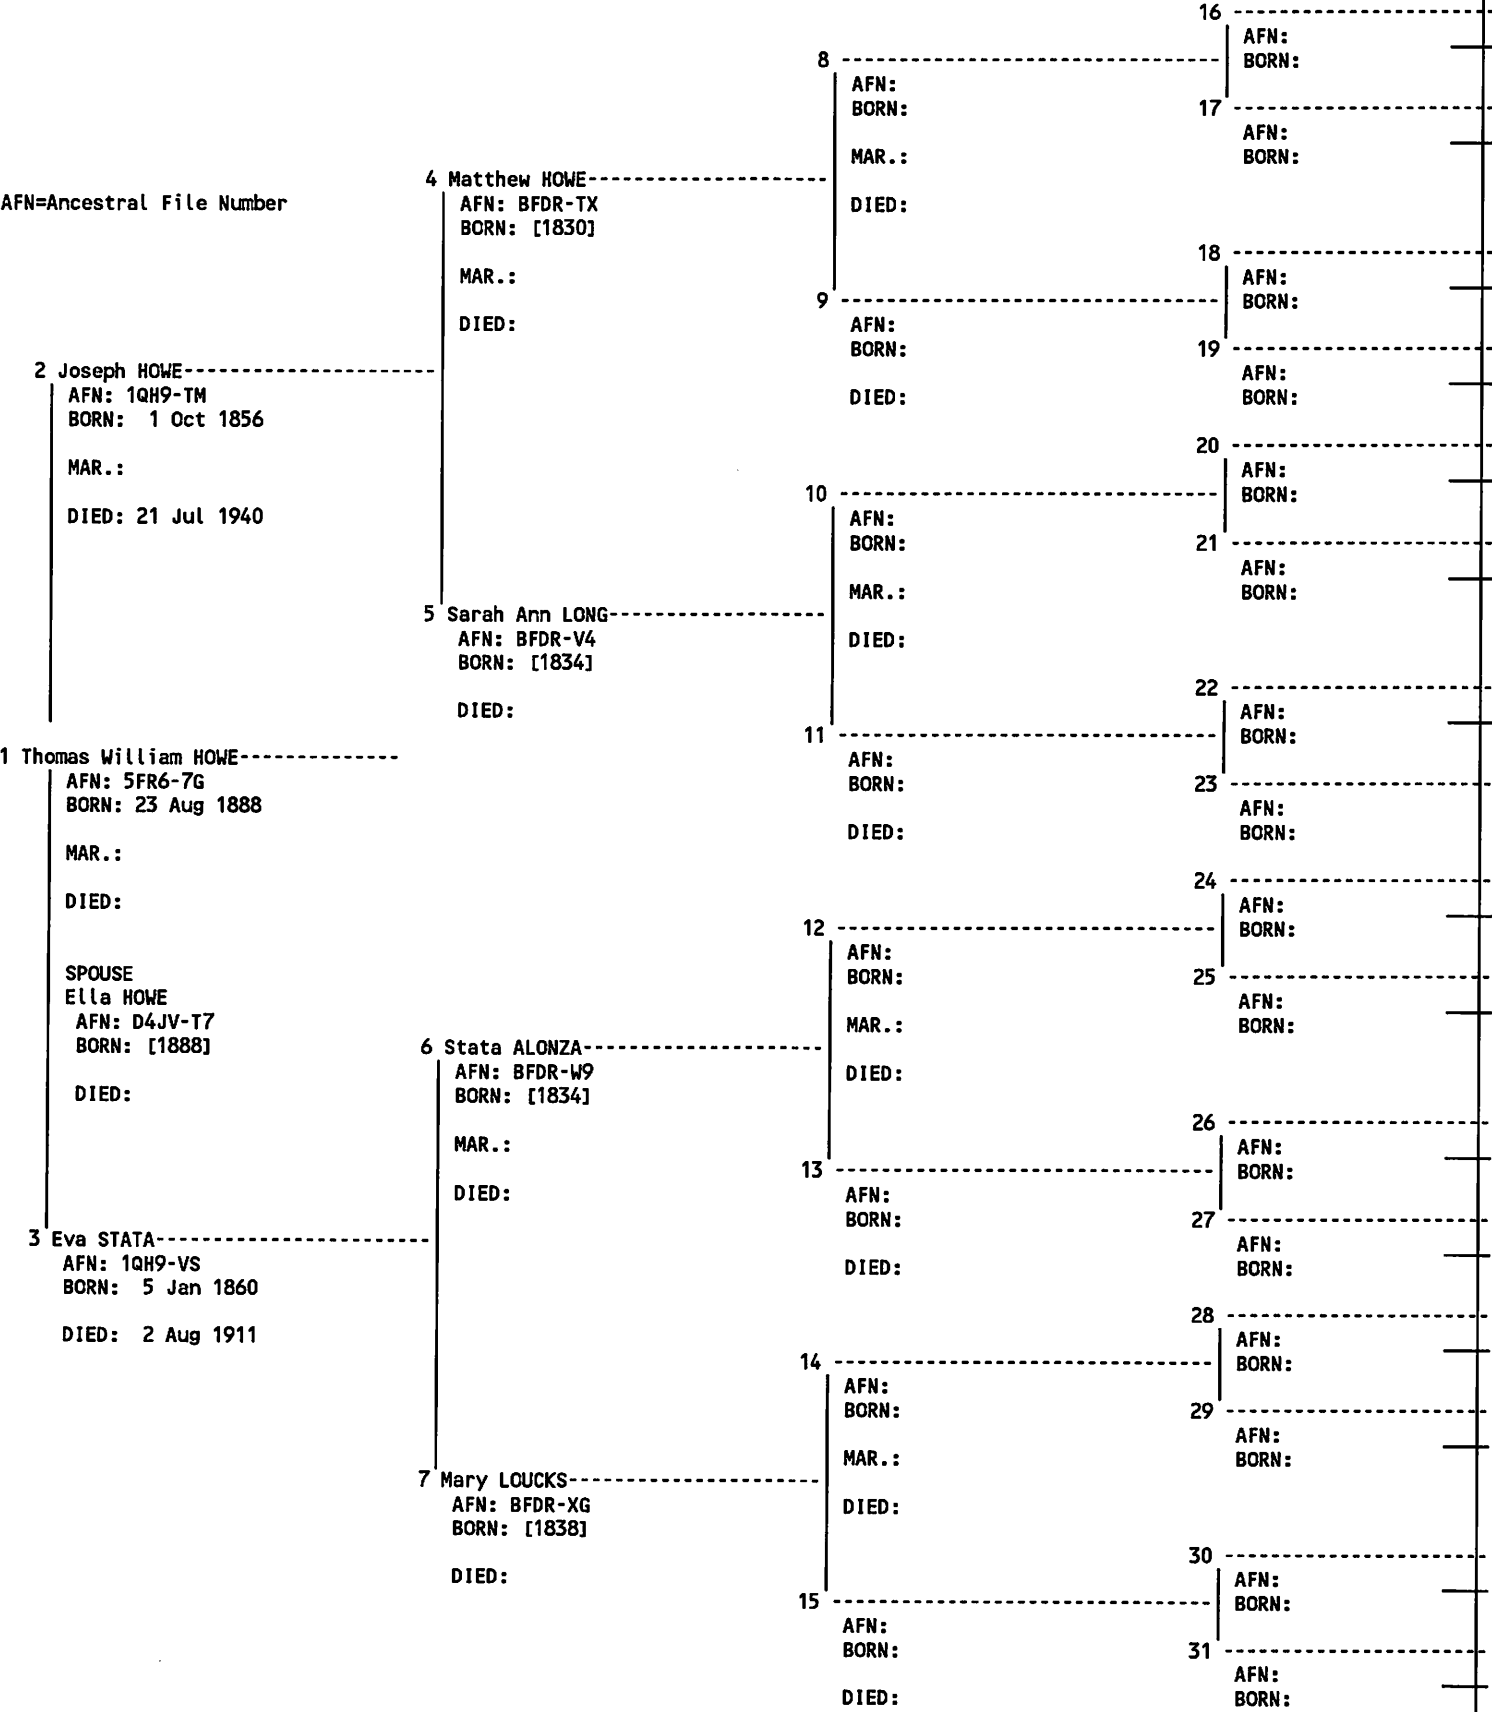 AFN=Ancestral File Number
1 Thomas William HOWE--------------
AFN: 5FR6-7G
BORN: 23 Aug 1888
MAR.:
DIED:
SPOUSE
Ella HOWE
AFN: D4JV-T7
BORN: [1888]
DIED:
2 Joseph HOWE----------------------
AFN: 1QH9-TM
BORN:  1 Oct 1856
MAR.:
DIED: 21 Jul 1940
3 Eva STATA------------------------
AFN: 1QH9-VS
BORN:  5 Jan 1860
DIED:  2 Aug 1911
4 Matthew HOWE---------------------
AFN: BFDR-TX
BORN: [1830]
MAR.:
DIED:
5 Sarah Ann LONG-------------------
AFN: BFDR-V4
BORN: [1834]
DIED:
6 Stata ALONZA---------------------
AFN: BFDR-W9
BORN: [1834]
MAR.:
DIED:
7 Mary LOUCKS----------------------
AFN: BFDR-XG
BORN: [1838]
DIED:
8
AFN:
BORN:
MAR.:
DIED:
9
AFN:
BORN:
DIED:
10
AFN:
BORN:
MAR.:
DIED:
11
AFN:
BORN:
DIED:
12
AFN:
BORN:
MAR.:
DIED:
13
AFN:
BORN:
DIED:
14
AFN:
BORN:
MAR.:
DIED:
15
AFN:
BORN:
DIED:
16
AFN:
BORN:
17
AFN:
BORN:
18
AFN:
BORN:
19
AFN:
BORN:
20
AFN:
BORN:
21
AFN:
BORN:
22
AFN:
BORN:
23
AFN:
BORN:
24
AFN:
BORN:
25
AFN:
BORN:
26
AFN:
BORN:
27
AFN:
BORN:
28
AFN:
BORN:
29
AFN:
BORN:
30
AFN:
BORN:
31
AFN:
BORN: